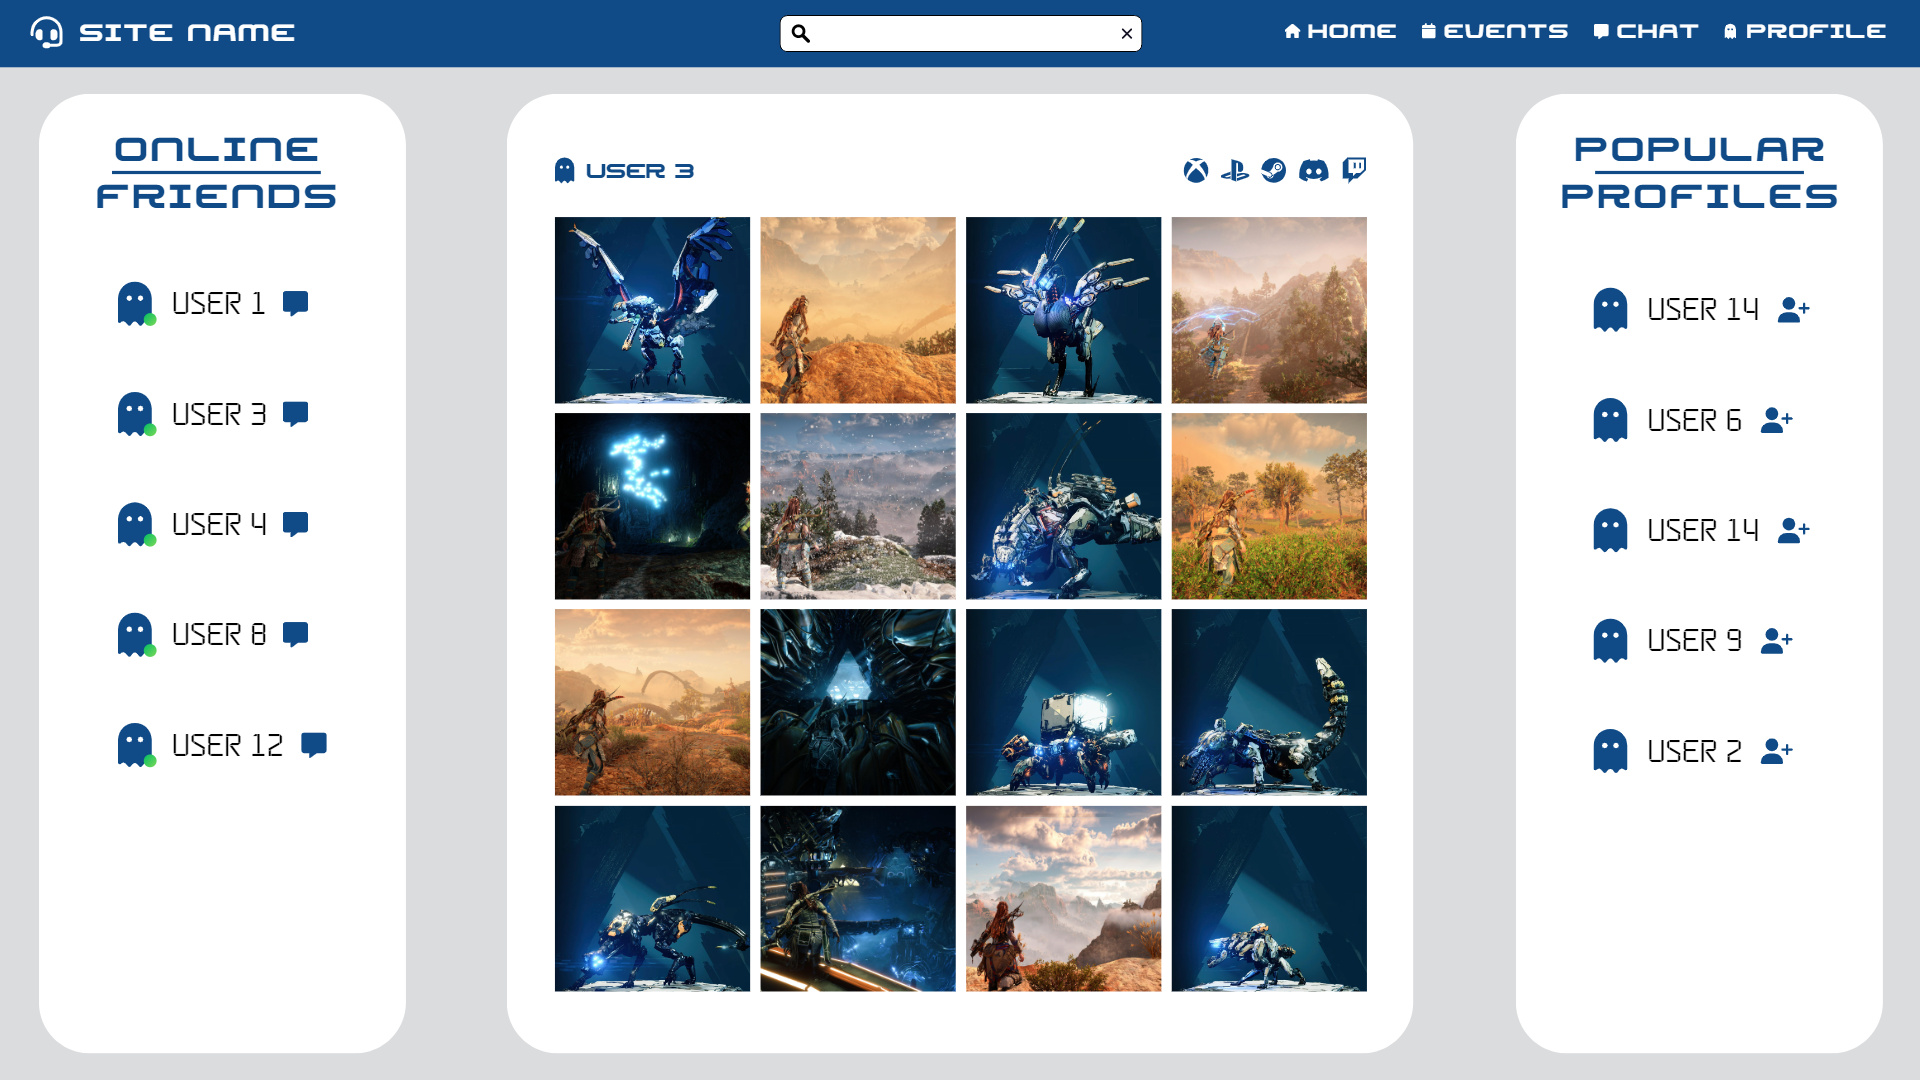 SITE NAME
HOME
EVENTS
CHAT
PROFILE
ONLINE
FRIENDS
USER 1
USER 3
USER 4
USER 8
USER 12
USER 3
POPULAR
PROFILES
USER 14
USER 6
USER 14
USER 9
USER 2